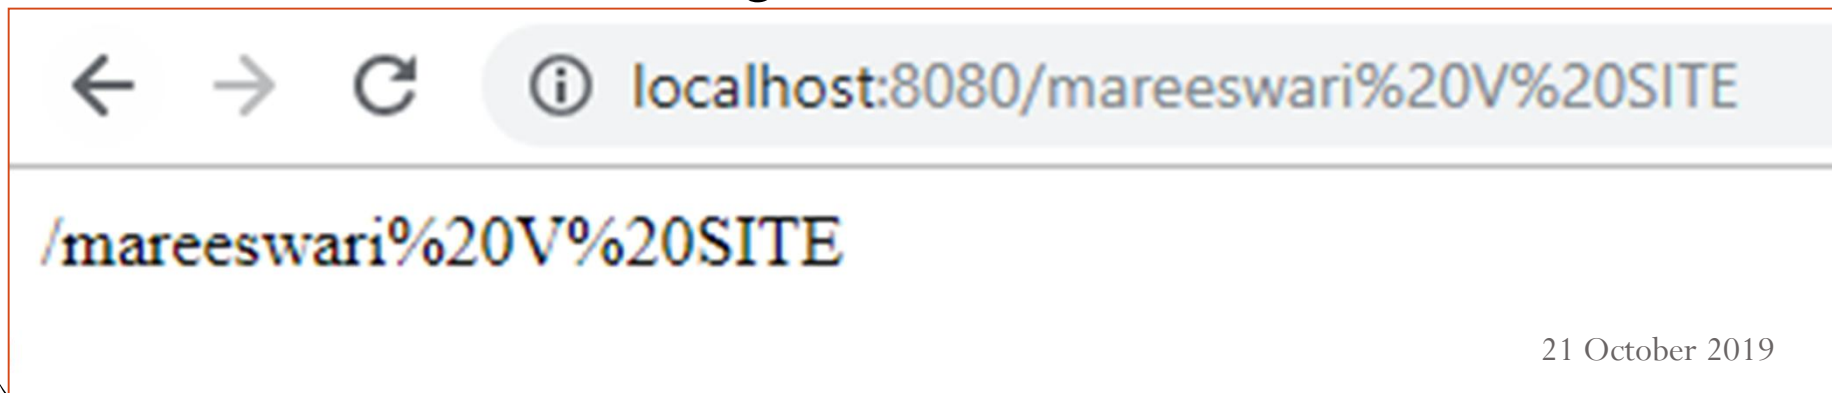 localhost:8080/mareeswari%20V%20SITE
/mareeswari%20V%20SITE
21 October 2019